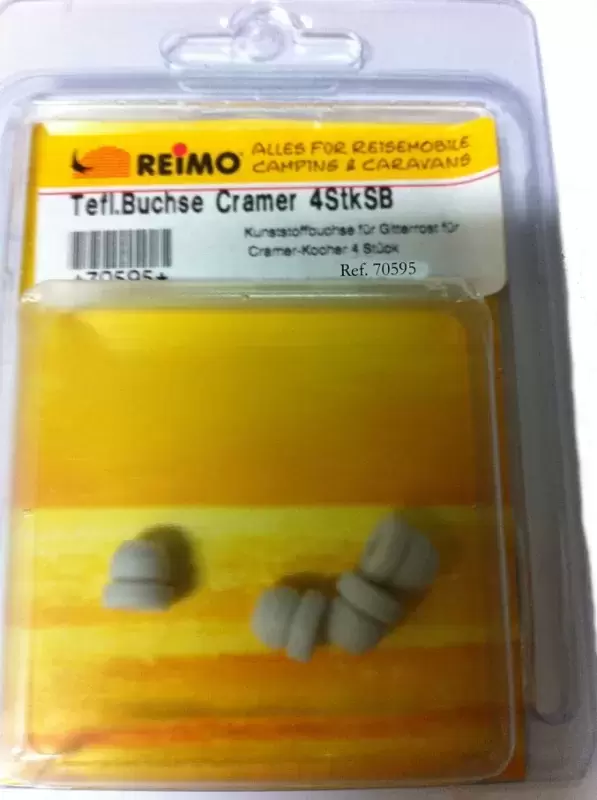 REIMO
ALLES FÜR REISEMOBILE
CAMPING & CARAVANS
Tefl.Buchse Cramer 4StkSB
Kunststoffbuchse für Gitterrost für
Cramer-Kocher 4 Stück
*70595*
Ref. 70595